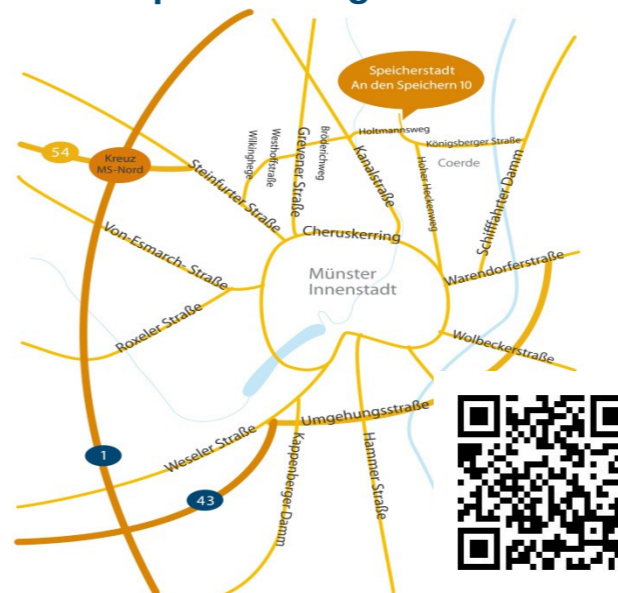 Speicherstadt
An den Speichern 10
54
Kreuz
MS-Nord
Steinfurter Straße
Wilkinghege
Westhoffstraße
Grevener Straße
Bröderichweg
Holtmannsweg
Kanalstraße
Königsberger Straße
Coerde
Hoher Heckenweg
Schifffahrter Damm
Von-Esmarch- Straße
Cheruskerring
Münster
Innenstadt
Warendorferstraße
Roxeler Straße
Wolbeckerstraße
Umgehungsstraße
Weseler Straße
Kappenberger Damm
Hammer Straße
1
43